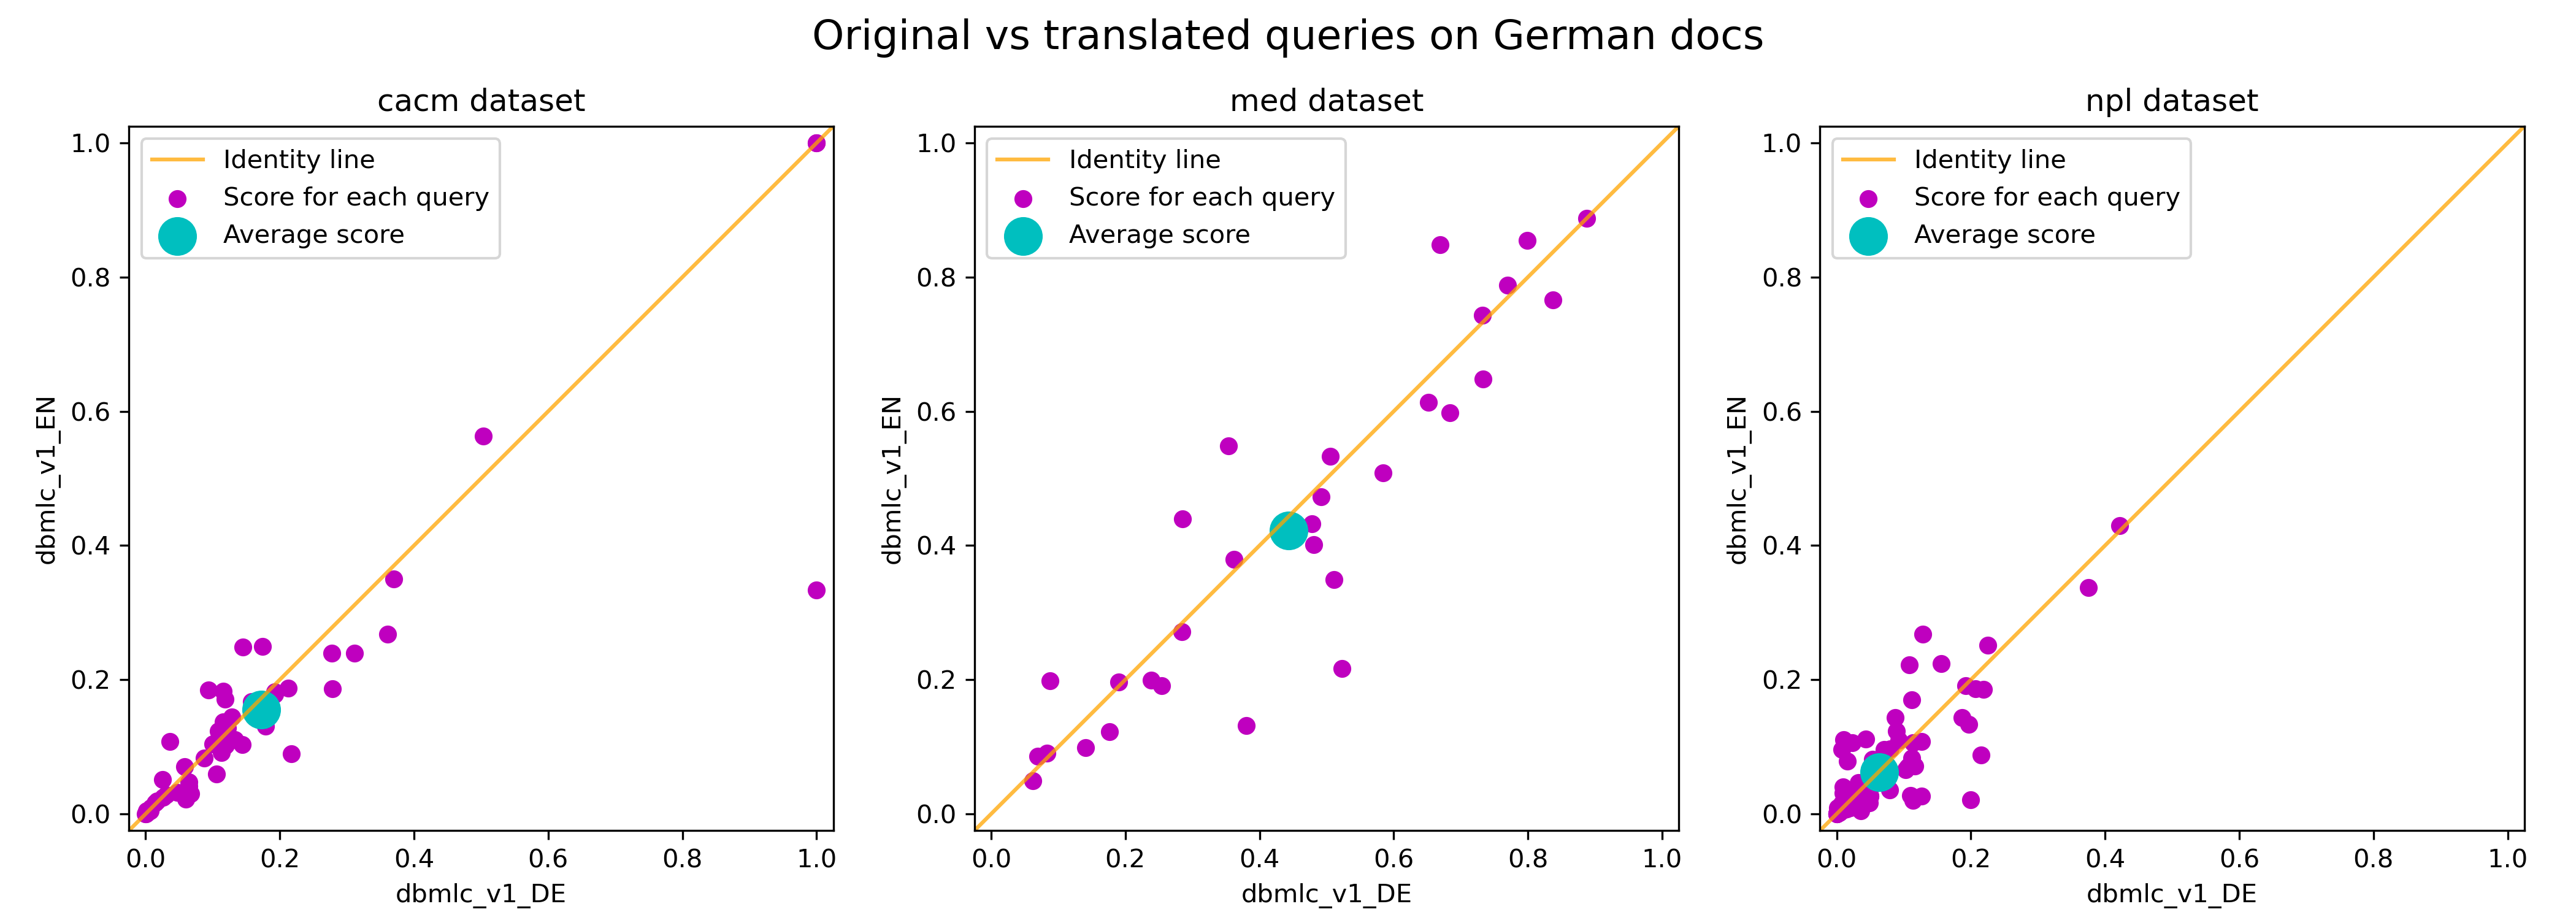 Original vs translated queries on German docs
cacm dataset
Identity line
Score for each query
Average score
1.0
0.8
0.6
0.4
0.2
0.0
dbmlc_v1_EN
0.0 0.2 0.4 0.6 0.8 1.0
dbmlc_v1_DE
med dataset
Identity line
Score for each query
Average score
1.0
0.8
0.6
0.4
0.2
0.0
dbmlc_v1_EN
0.0 0.2 0.4 0.6 0.8 1.0
dbmlc_v1_DE
npl dataset
Identity line
Score for each query
Average score
1.0
0.8
0.6
0.4
0.2
0.0
dbmlc_v1_EN
0.0 0.2 0.4 0.6 0.8 1.0
dbmlc_v1_DE